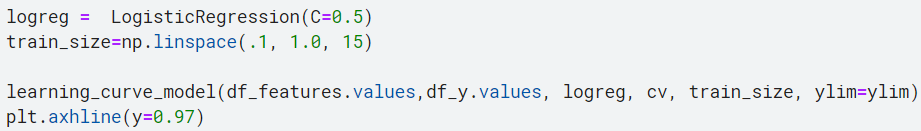 logreg =  LogisticRegression(C=0.5)
train_size=np.linspace(.1, 1.0, 15)
learning_curve_model(df_features.values,df_y.values, logreg, cv, train_size, ylim=ylim)
plt.axhline(y=0.97)